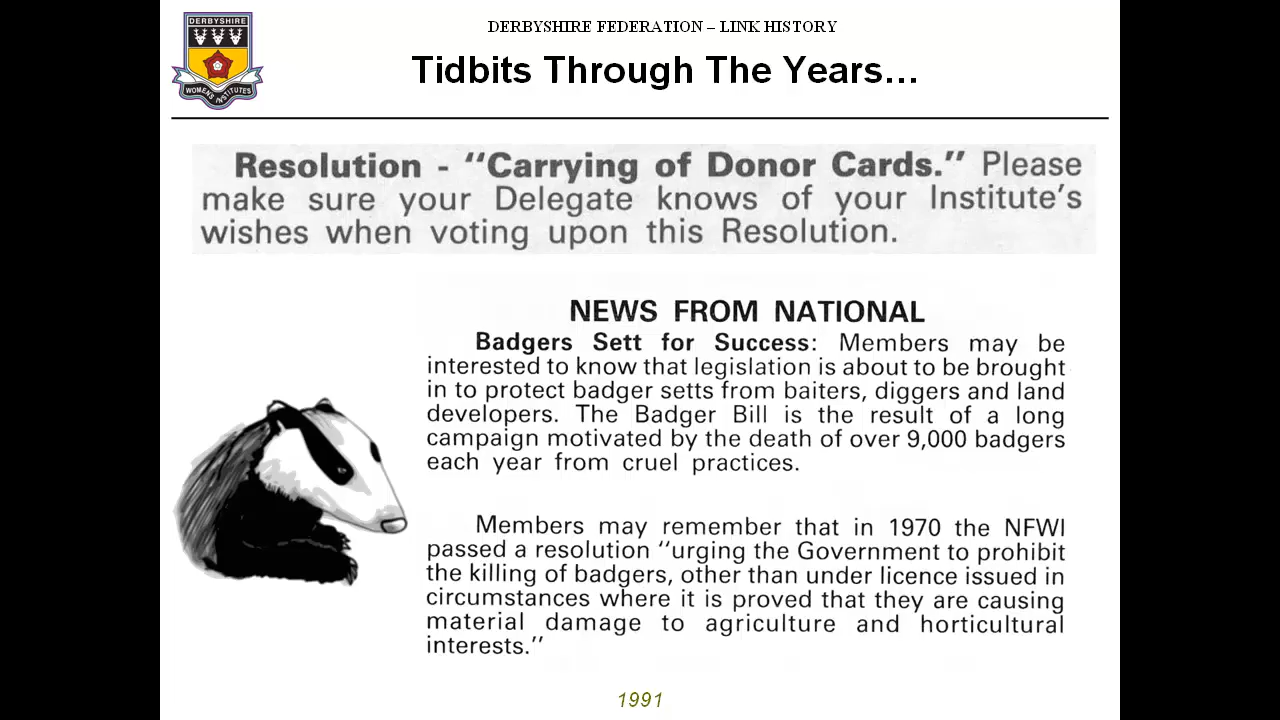 DERBYSHIRE
WOMENS INSTITUTES
DERBYSHIRE FEDERATION – LINK HISTORY
Tidbits Through The Years…
Resolution - "Carrying of Donor Cards." Please
make sure your Delegate knows of your Institute's
wishes when voting upon this Resolution.
NEWS FROM NATIONAL
Badgers Sett for Success: Members may be
interested to know that legislation is about to be brought
in to protect badger setts from baiters, diggers and land
developers. The Badger Bill is the result of a long
campaign motivated by the death of over 9,000 badgers
each year from cruel practices.
Members may remember that in 1970 the NFWI
passed a resolution "urging the Government to prohibit
the killing of badgers, other than under licence issued in
circumstances where it is proved that they are causing
material damage to agriculture and horticultural
interests."
1991